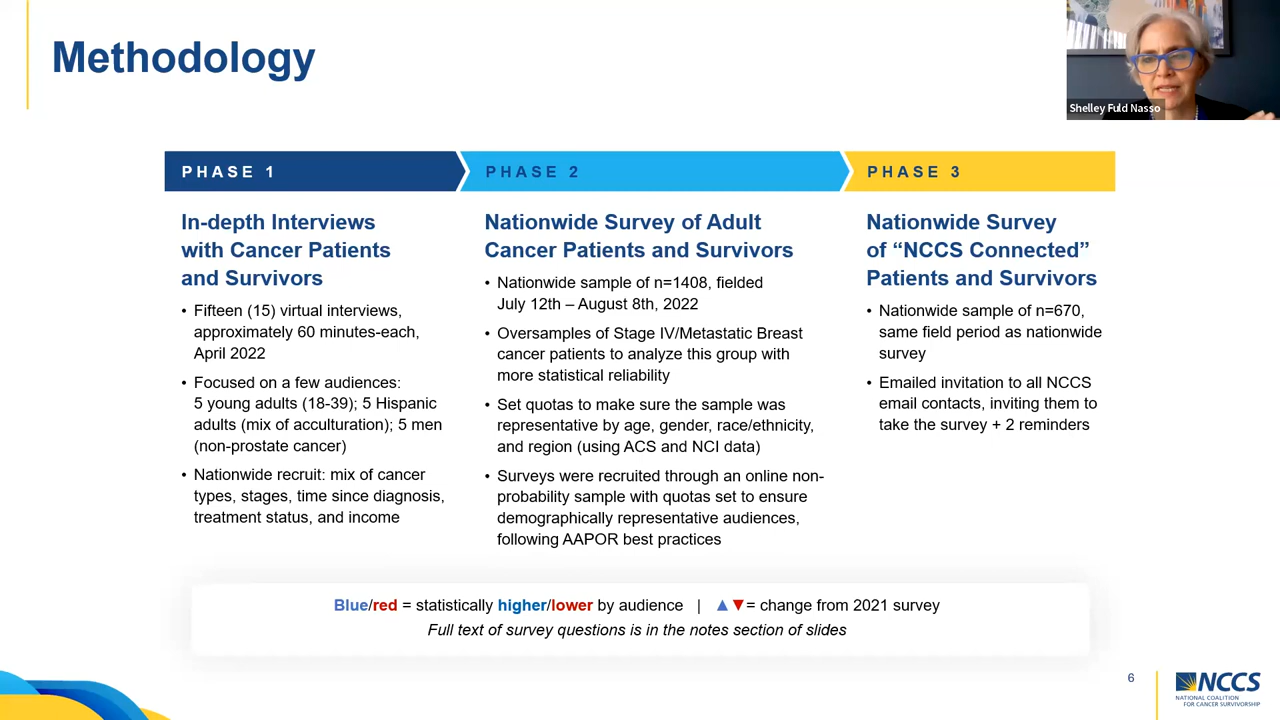 Methodology
Shelley Fuld Nasso
PHASE 1
In-depth Interviews
with Cancer Patients
and Survivors
• Fifteen (15) virtual interviews,
approximately 60 minutes-each,
April 2022
• Focused on a few audiences:
5 young adults (18-39); 5 Hispanic
adults (mix of acculturation); 5 men
(non-prostate cancer)
• Nationwide recruit: mix of cancer
types, stages, time since diagnosis,
treatment status, and income
PHASE 2
Nationwide Survey of Adult
Cancer Patients and Survivors
• Nationwide sample of n=1408, fielded
July 12th – August 8th, 2022
• Oversamples of Stage IV/Metastatic Breast
cancer patients to analyze this group with
more statistical reliability
• Set quotas to make sure the sample was
representative by age, gender, race/ethnicity,
and region (using ACS and NCI data)
• Surveys were recruited through an online non-
probability sample with quotas set to ensure
demographically representative audiences,
following AAPOR best practices
PHASE 3
Nationwide Survey
of “NCCS Connected”
Patients and Survivors
• Nationwide sample of n=670,
same field period as nationwide
survey
• Emailed invitation to all NCCS
email contacts, inviting them to
take the survey + 2 reminders
Blue/red = statistically higher/lower by audience | ▲▼= change from 2021 survey
Full text of survey questions is in the notes section of slides
6
NCCS
NATIONAL COALITION
FOR CANCER SURVIVORSHIP